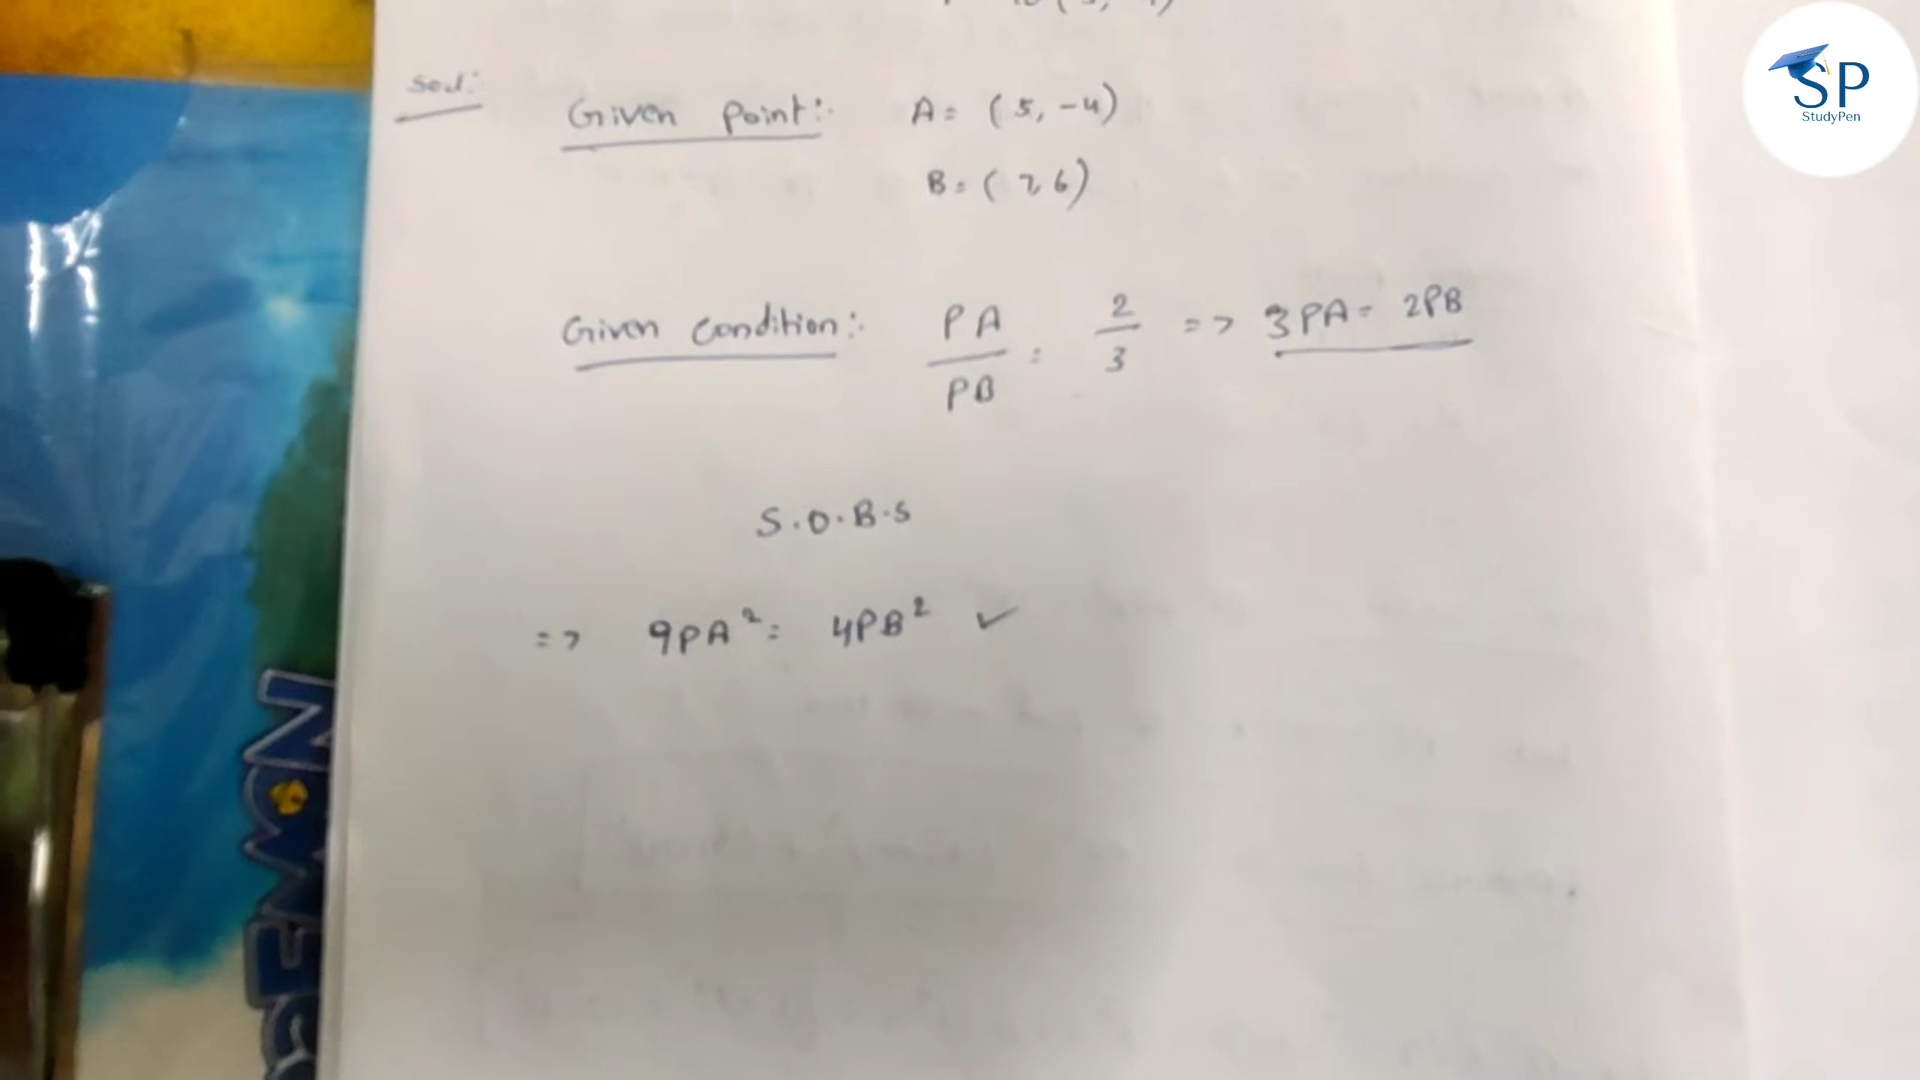 Sol:
Given Point:- A = (5, -4)
B = (7, 6)
Given Condition:- PA/PB = 2/3 => 3PA = 2PB
S.O.B.S
=> 9PA² = 4PB² ✓
SP
StudyPen